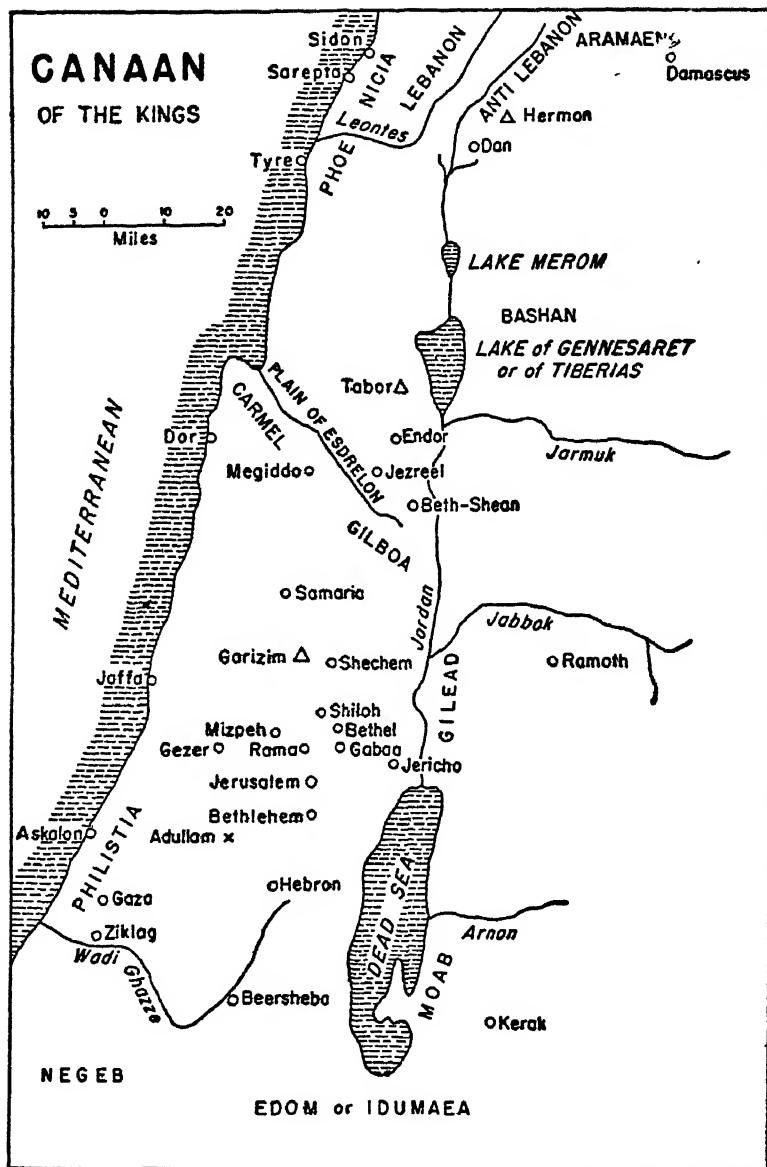 CANAAN
OF THE KINGS
10 5 0 10 20
Miles
Sidon
Sarepta
Tyre
PHOE NICIA
LEBANON
Leontes
ANTI LEBANON
ARAMAENS
Damascus
Hermon
Dan
LAKE MEROM
BASHAN
LAKE of GENNESARET
or of TIBERIAS
Tabor
CARMEL
PLAIN OF ESDRELON
Dor
Endor
Jarmuk
Megiddo
Jezreel
Beth-Shean
GILBOA
MEDITERRANEAN
Samaria
Jordan
Jabbok
Garizim
Shechem
Ramoth
Jaffa
GILEAD
Shiloh
Mizpeh
Bethel
Gezer
Rama
Gabaa
Jericho
Jerusalem
Bethlehem
Askalon
Adullam
PHILISTIA
DEAD SEA
Hebron
Gaza
Arnon
Ziklag
Wadi Ghazze
MOAB
Beersheba
Kerak
NEGEB
EDOM or IDUMAEA